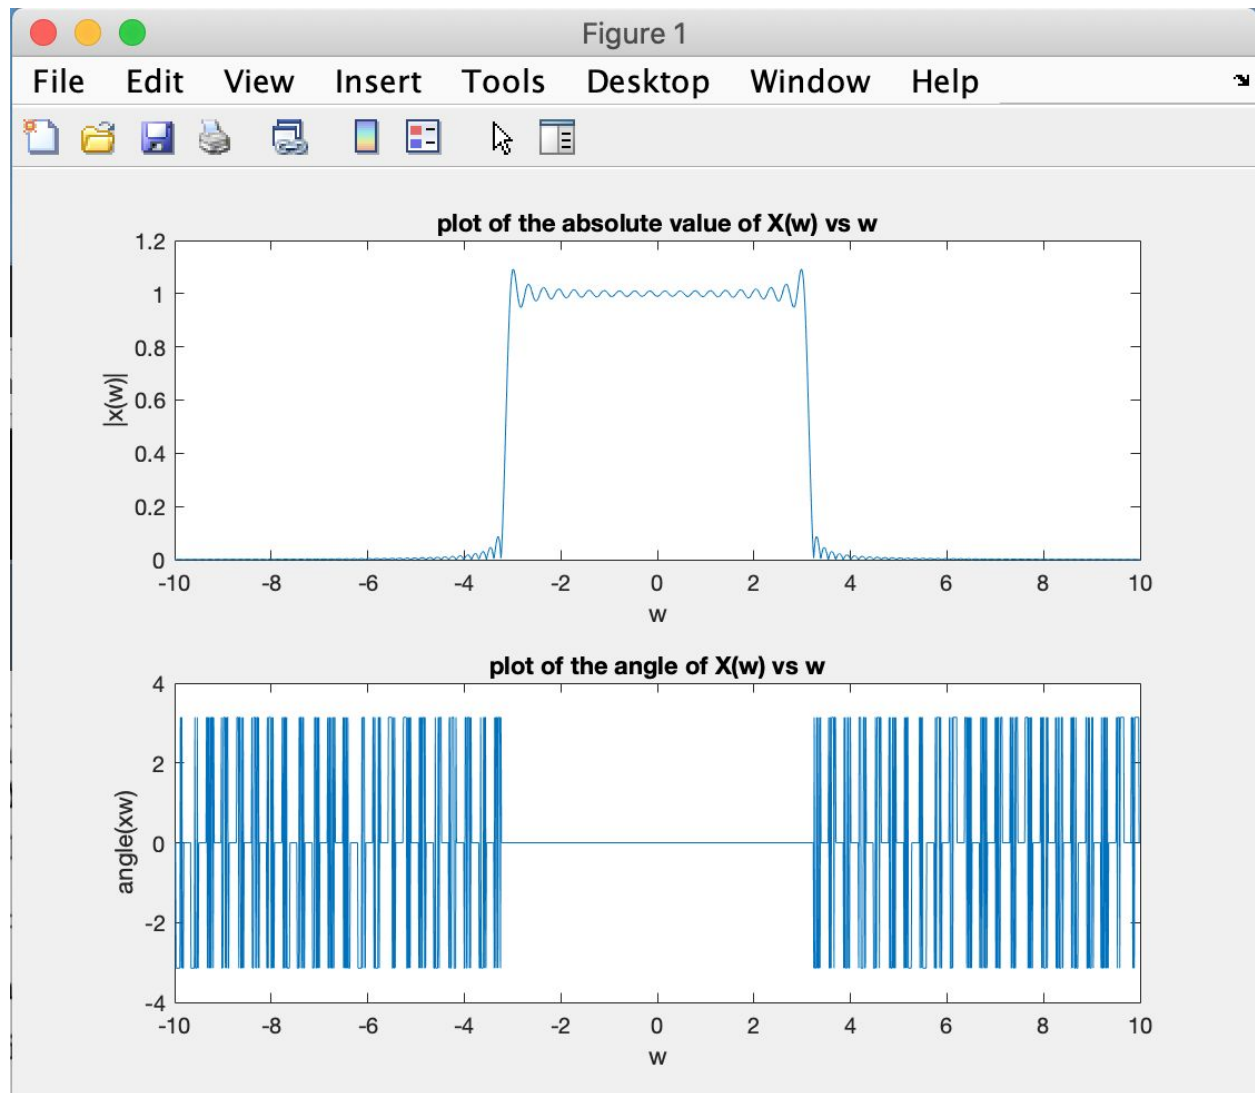 Figure 1
File Edit View Insert Tools Desktop Window Help
plot of the absolute value of X(w) vs w
1.2
1
0.8
0.6
0.4
0.2
0
|x(w)|
-10 -8 -6 -4 -2 0 2 4 6 8 10
w
plot of the angle of X(w) vs w
4
2
0
-2
-4
angle(xw)
-10 -8 -6 -4 -2 0 2 4 6 8 10
w